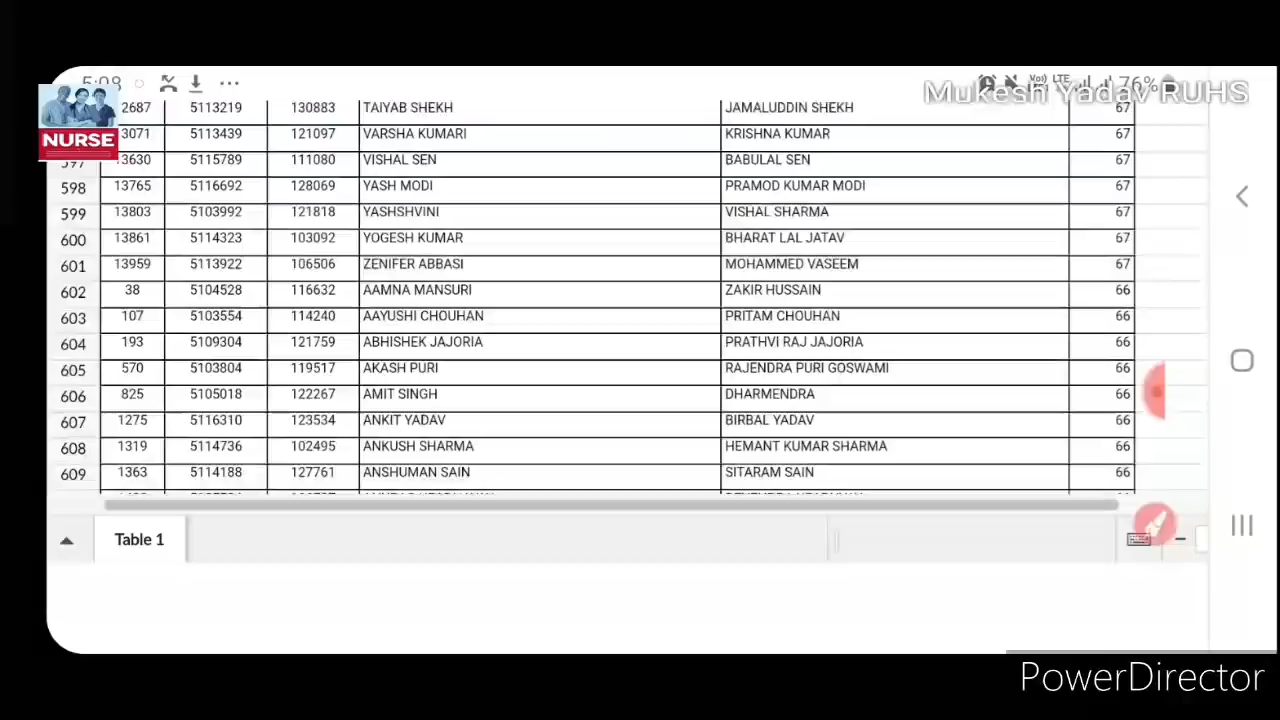 5:08 76%
Mukesh Yadav RUHS
NURSE
2687 5113219 130883 TAIYAB SHEKH JAMALUDDIN SHEKH 67
3071 5113439 121097 VARSHA KUMARI KRISHNA KUMAR 67
597 13630 5115789 111080 VISHAL SEN BABULAL SEN 67
598 13765 5116692 128069 YASH MODI PRAMOD KUMAR MODI 67
599 13803 5103992 121818 YASHSHVINI VISHAL SHARMA 67
600 13861 5114323 103092 YOGESH KUMAR BHARAT LAL JATAV 67
601 13959 5113922 106506 ZENIFER ABBASI MOHAMMED VASEEM 67
602 38 5104528 116632 AAMNA MANSURI ZAKIR HUSSAIN 66
603 107 5103554 114240 AAYUSHI CHOUHAN PRITAM CHOUHAN 66
604 193 5109304 121759 ABHISHEK JAJORIA PRATHVI RAJ JAJORIA 66
605 570 5103804 119517 AKASH PURI RAJENDRA PURI GOSWAMI 66
606 825 5105018 122267 AMIT SINGH DHARMENDRA 66
607 1275 5116310 123534 ANKIT YADAV BIRBAL YADAV 66
608 1319 5114736 102495 ANKUSH SHARMA HEMANT KUMAR SHARMA 66
609 1363 5114188 127761 ANSHUMAN SAIN SITARAM SAIN 66
Table 1
PowerDirector